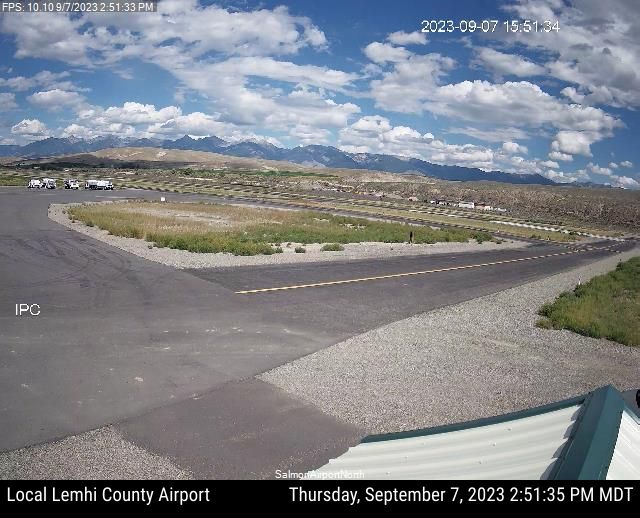 FPS: 10.10 9/7/2023 2:51:33 PM
2023-09-07 15:51:34
IPC
SalmonAirportNorth
Local Lemhi County Airport Thursday, September 7, 2023 2:51:35 PM MDT